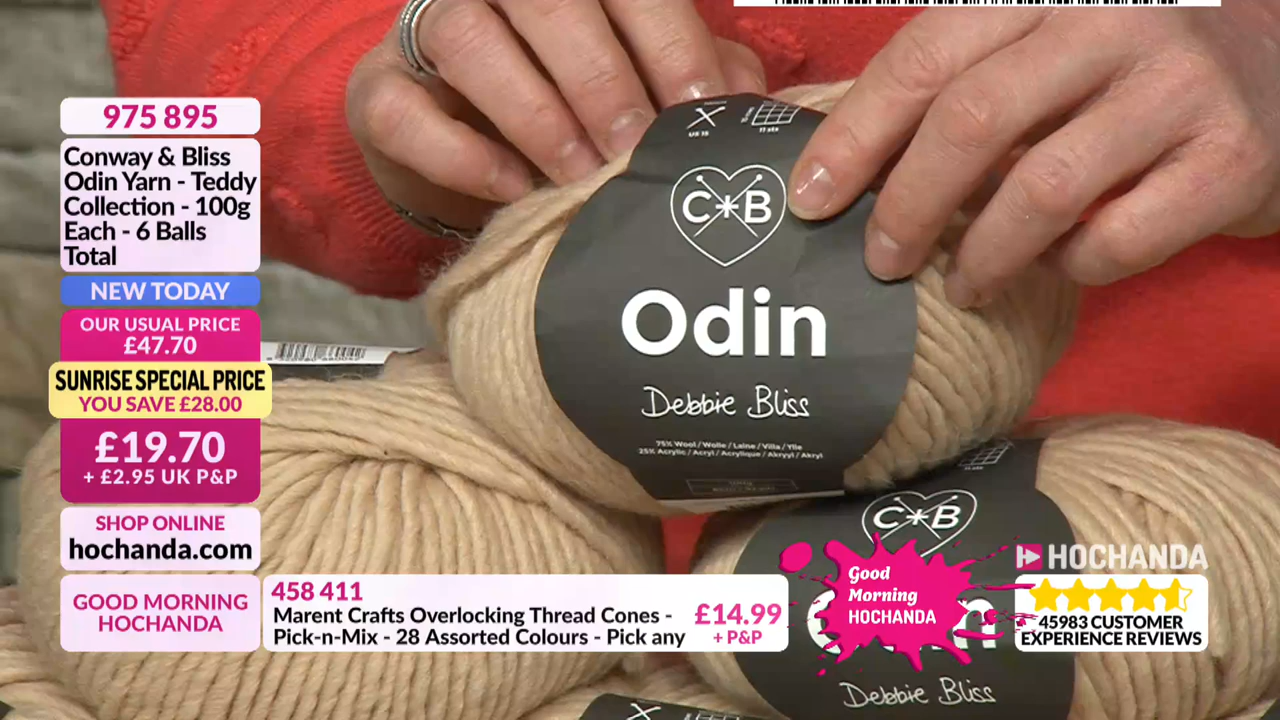 975 895
Conway & Bliss
Odin Yarn - Teddy
Collection - 100g
Each - 6 Balls
Total
NEW TODAY
OUR USUAL PRICE
£47.70
SUNRISE SPECIAL PRICE
YOU SAVE £28.00
£19.70
+ £2.95 UK P&P
SHOP ONLINE
hochanda.com
GOOD MORNING
HOCHANDA
458 411
Marent Crafts Overlocking Thread Cones -
Pick-n-Mix - 28 Assorted Colours - Pick any
£14.99
+ P&P
Good
Morning
HOCHANDA
HOCHANDA
45983 CUSTOMER
EXPERIENCE REVIEWS
C*B
Odin
Debbie Bliss
75% Wool / Wolle / Laine / Villa / Ylle
25% Acrylic / Acryl / Acrylique / Akryyl / Akryl
C*B
Debbie Bliss